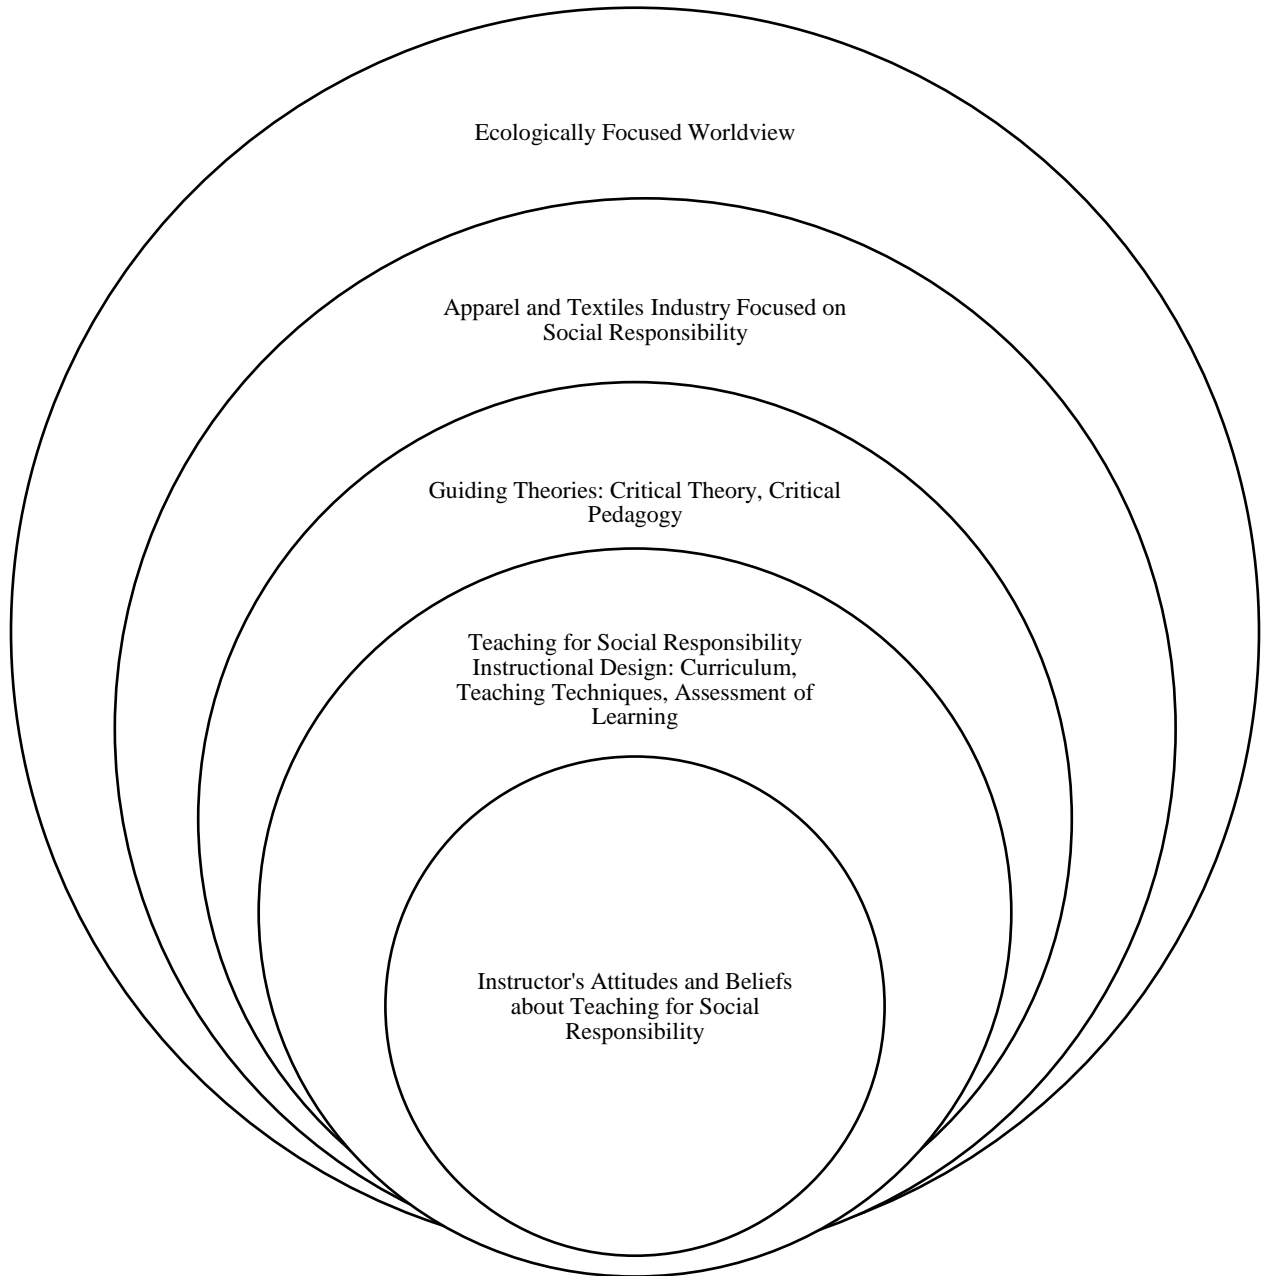 Ecologically Focused Worldview
Apparel and Textiles Industry Focused on
Social Responsibility
Guiding Theories: Critical Theory, Critical
Pedagogy
Teaching for Social Responsibility
Instructional Design: Curriculum,
Teaching Techniques, Assessment of
Learning
Instructor's Attitudes and Beliefs
about Teaching for Social
Responsibility